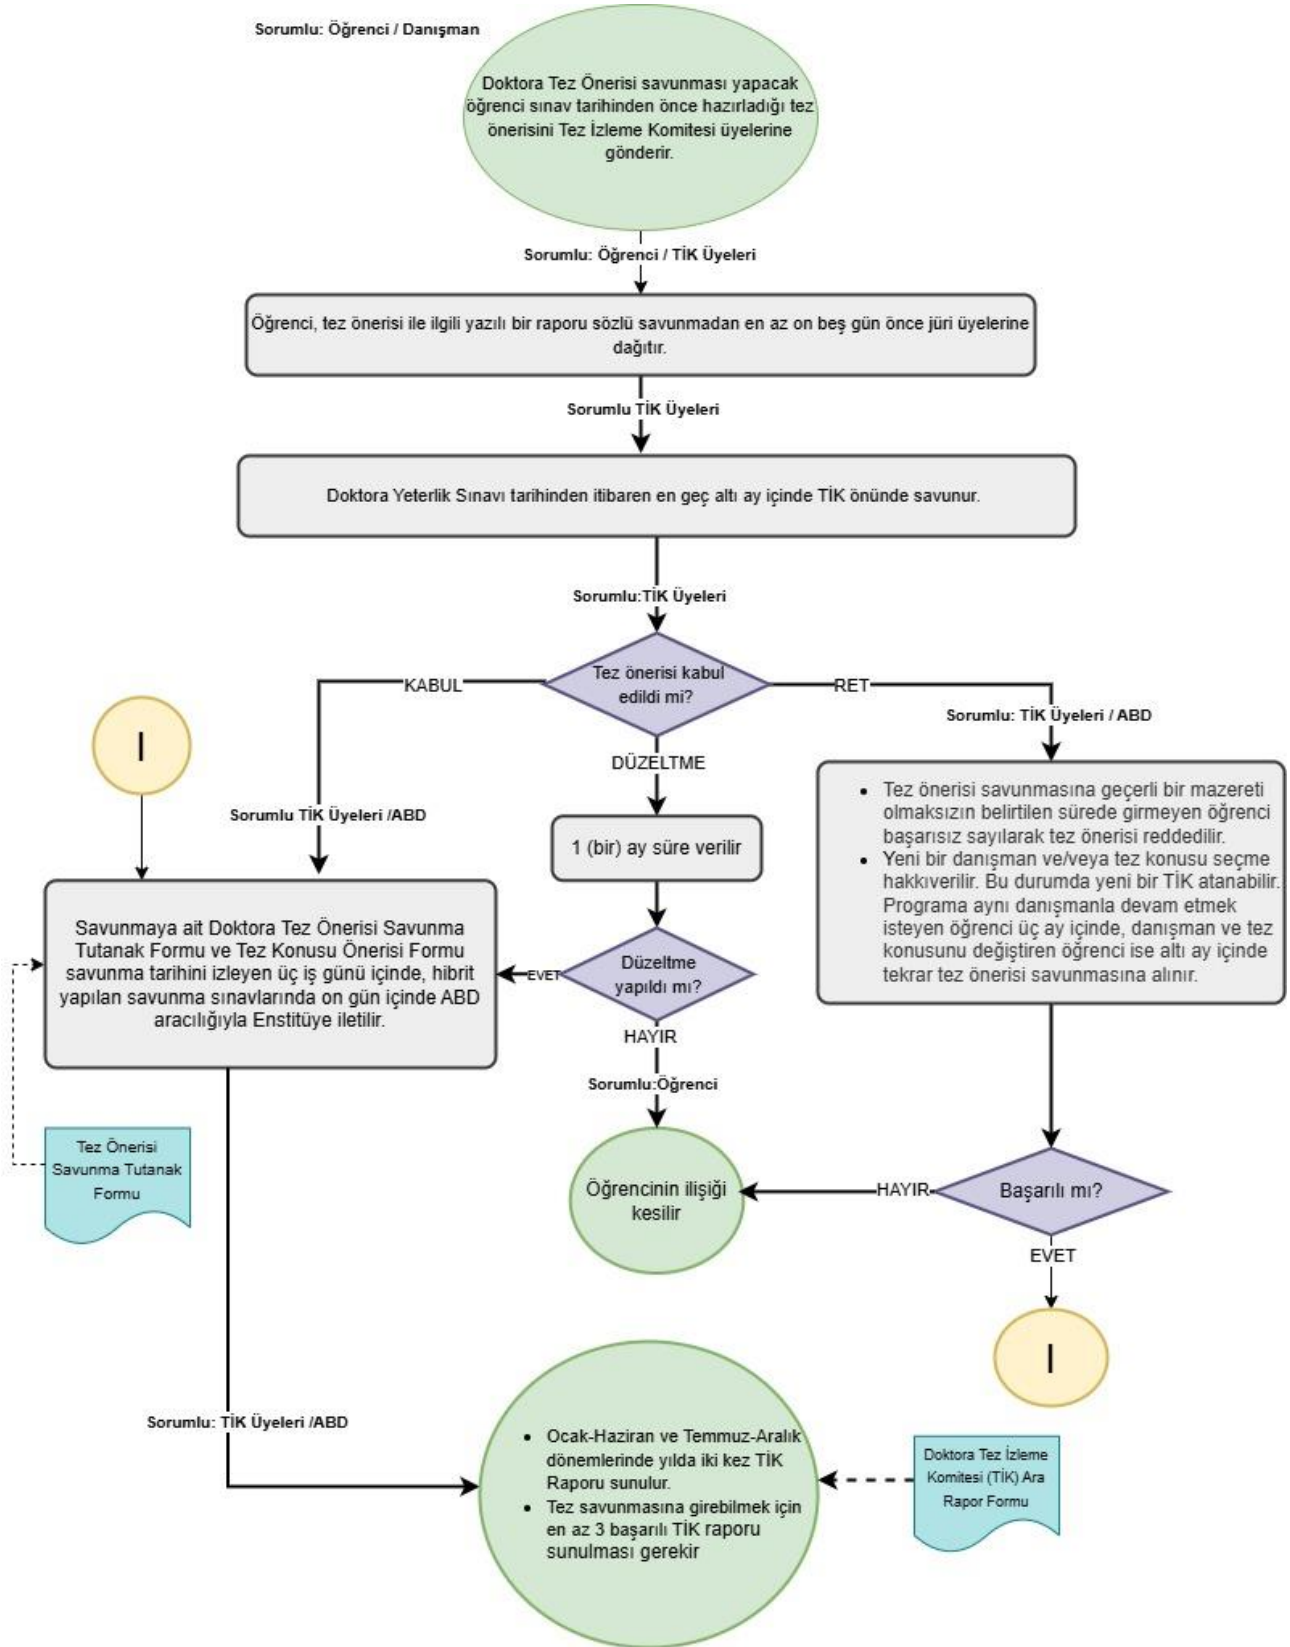 Sorumlu: Öğrenci / Danışman
Doktora Tez Önerisi savunması yapacak
öğrenci sınav tarihinden önce hazırladığı tez
önerisini Tez İzleme Komitesi üyelerine
gönderir.
Sorumlu: Öğrenci / TİK Üyeleri
Öğrenci, tez önerisi ile ilgili yazılı bir raporu sözlü savunmadan en az on beş gün önce jüri üyelerine
dağıtır.
Sorumlu TİK Üyeleri
Doktora Yeterlik Sınavı tarihinden itibaren en geç altı ay içinde TİK önünde savunur.
Sorumlu:TİK Üyeleri
Tez önerisi kabul
edildi mi?
KABUL
RET
DÜZELTME
Sorumlu: TİK Üyeleri / ABD
I
Sorumlu TİK Üyeleri /ABD
1 (bir) ay süre verilir
• Tez önerisi savunmasına geçerli bir mazereti
olmaksızın belirtilen sürede girmeyen öğrenci
başarısız sayılarak tez önerisi reddedilir.
• Yeni bir danışman ve/veya tez konusu seçme
hakkıverilir. Bu durumda yeni bir TİK atanabilir.
Programa aynı danışmanla devam etmek
isteyen öğrenci üç ay içinde, danışman ve tez
konusunu değiştiren öğrenci ise altı ay içinde
tekrar tez önerisi savunmasına alınır.
Savunmaya ait Doktora Tez Önerisi Savunma
Tutanak Formu ve Tez Konusu Önerisi Formu
savunma tarihini izleyen üç iş günü içinde, hibrit
yapılan savunma sınavlarında on gün içinde ABD
aracılığıyla Enstitüye iletilir.
EVET
Düzeltme
yapıldı mı?
HAYIR
Sorumlu:Öğrenci
Tez Önerisi
Savunma Tutanak
Formu
Öğrencinin ilişiği
kesilir
HAYIR
Başarılı mı?
EVET
I
Sorumlu: TİK Üyeleri /ABD
• Ocak-Haziran ve Temmuz-Aralık
dönemlerinde yılda iki kez TİK
Raporu sunulur.
• Tez savunmasına girebilmek için
en az 3 başarılı TİK raporu
sunulması gerekir
Doktora Tez İzleme
Komitesi (TİK) Ara
Rapor Formu